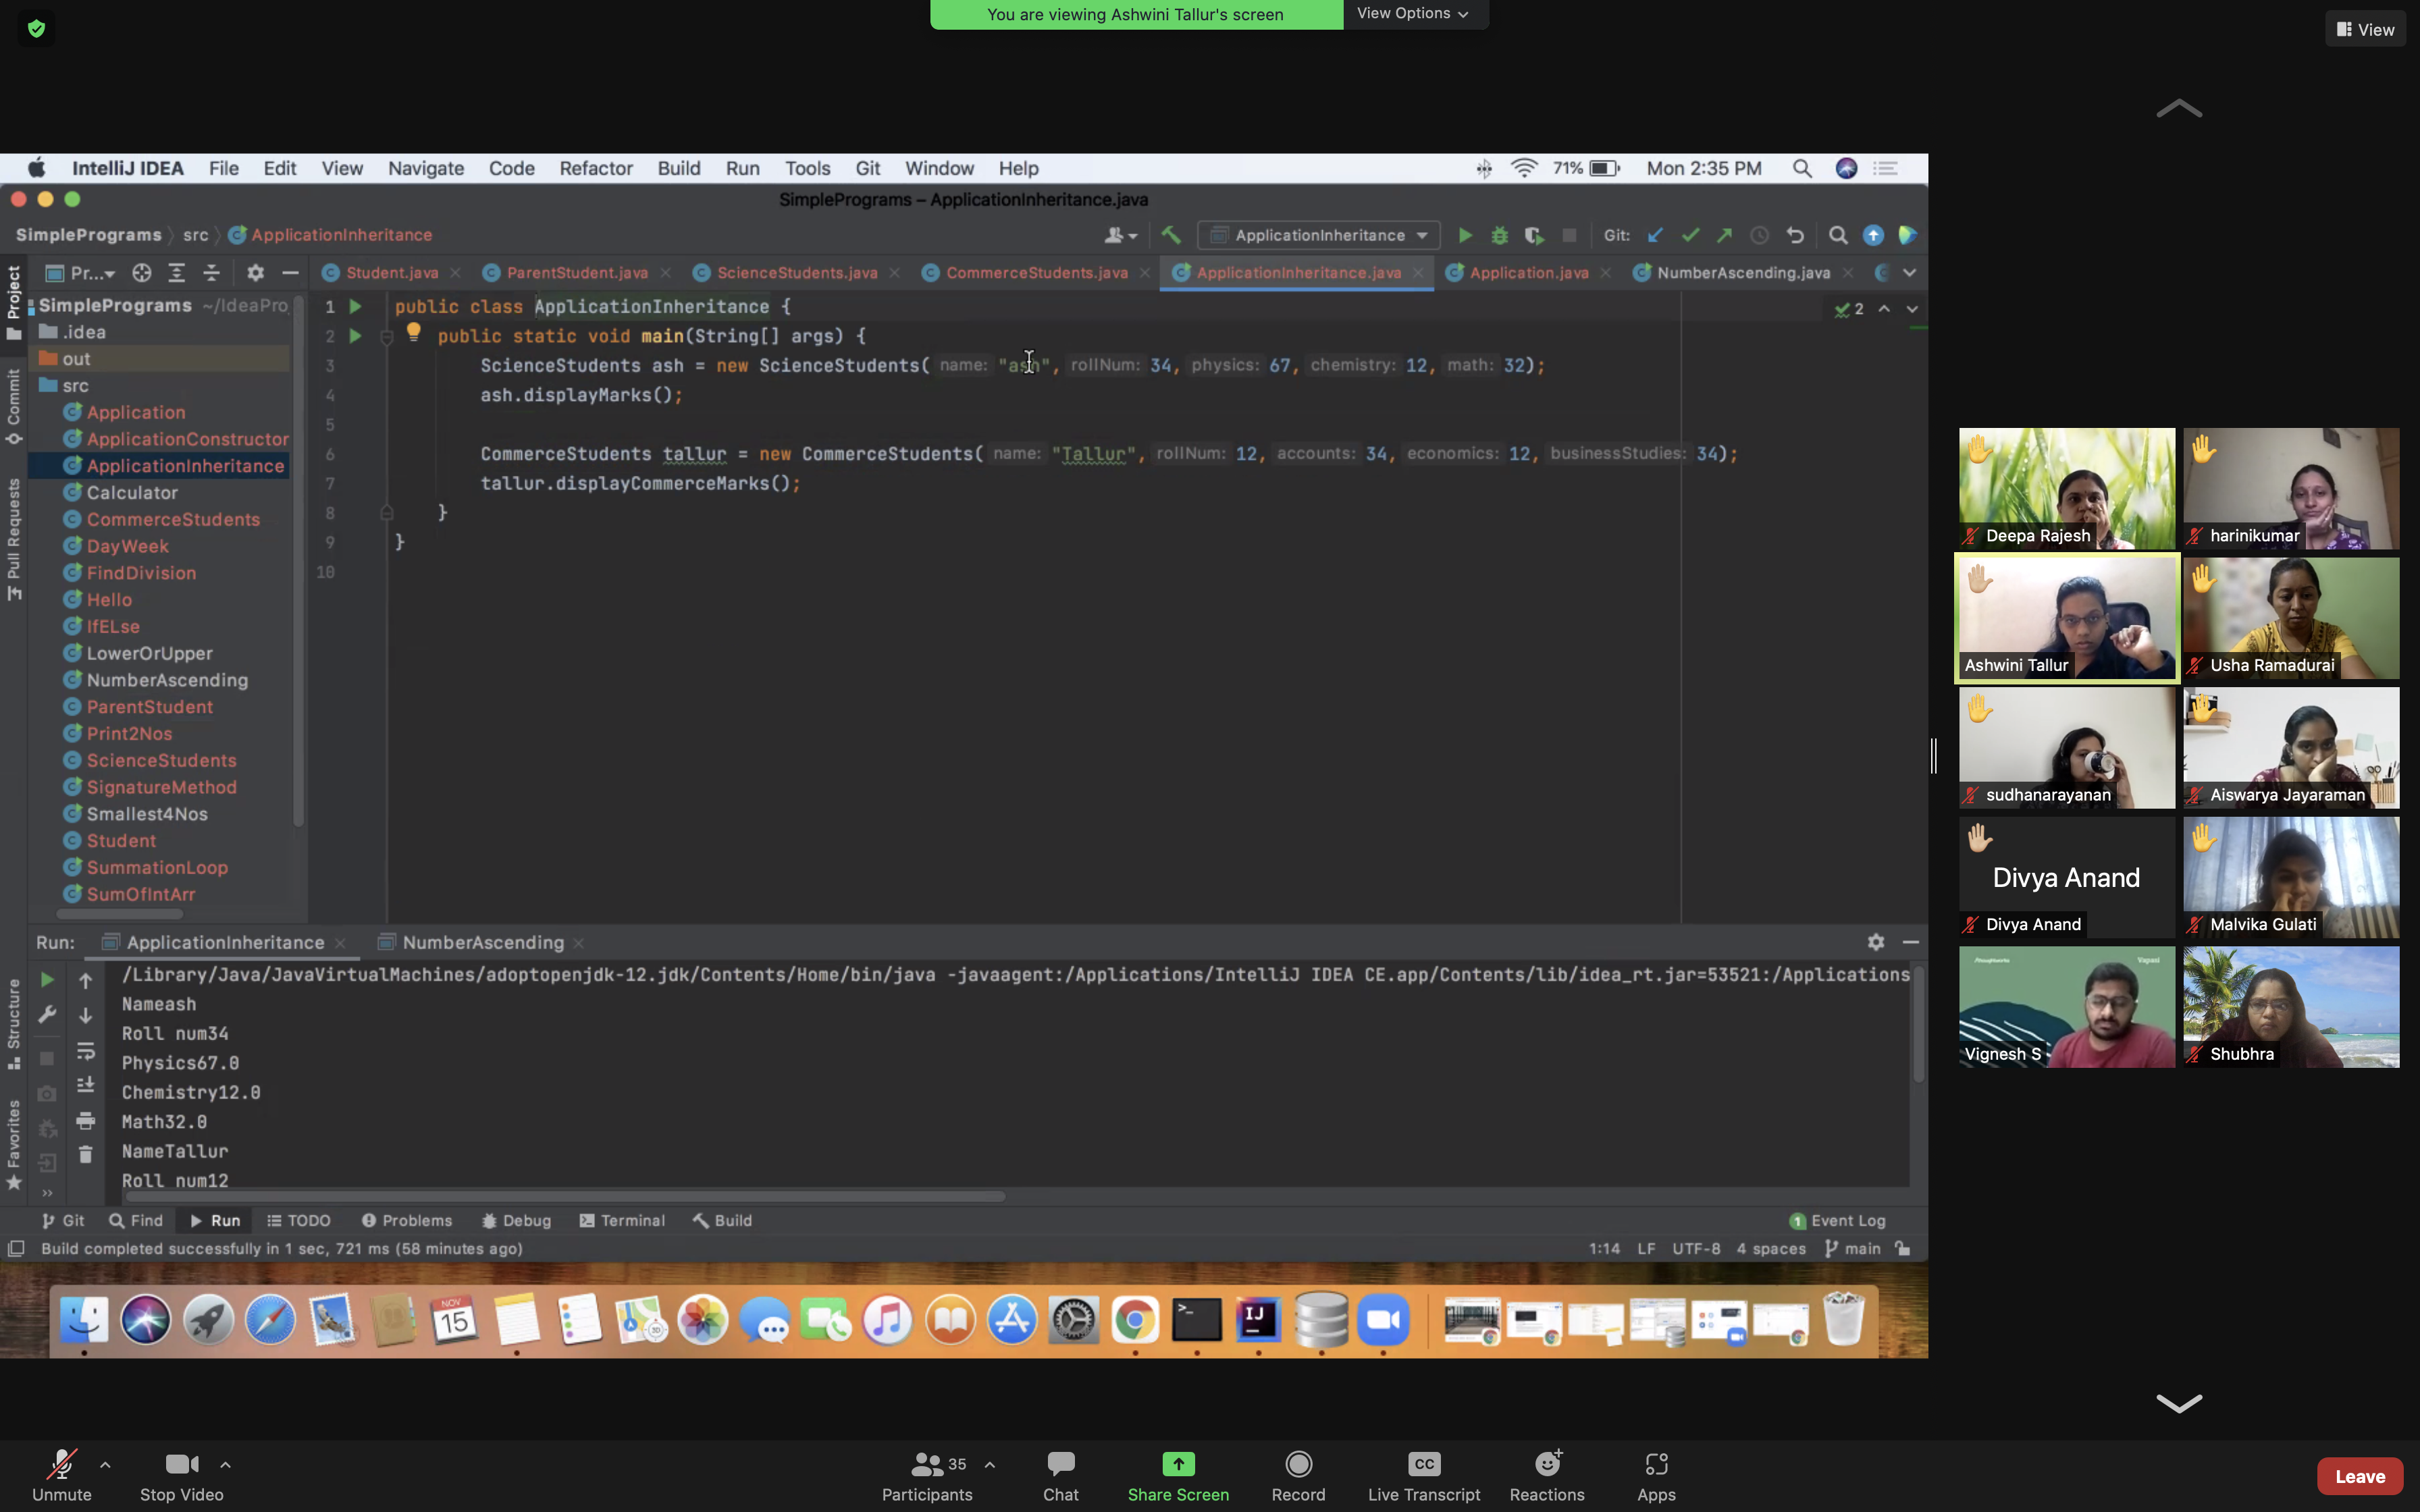 You are viewing Ashwini Tallur's screen
View Options
View
IntelliJ IDEA File Edit View Navigate Code Refactor Build Run Tools Git Window Help
71% Mon 2:35 PM
SimplePrograms – ApplicationInheritance.java
SimplePrograms src ApplicationInheritance
ApplicationInheritance
Git:
Project
Commit
Pull Requests
Structure
Favorites
Pr...
Student.java ParentStudent.java ScienceStudents.java CommerceStudents.java ApplicationInheritance.java Application.java NumberAscending.java
SimplePrograms ~/IdeaPro
.idea
out
src
Application
ApplicationConstructor
ApplicationInheritance
Calculator
CommerceStudents
DayWeek
FindDivision
Hello
IfELse
LowerOrUpper
NumberAscending
ParentStudent
Print2Nos
ScienceStudents
SignatureMethod
Smallest4Nos
Student
SummationLoop
SumOfIntArr
2
1 public class ApplicationInheritance {
2 public static void main(String[] args) {
3 ScienceStudents ash = new ScienceStudents( name: "ash", rollNum: 34, physics: 67, chemistry: 12, math: 32);
4 ash.displayMarks();
5
6 CommerceStudents tallur = new CommerceStudents( name: "Tallur", rollNum: 12, accounts: 34, economics: 12, businessStudies: 34);
7 tallur.displayCommerceMarks();
8 }
9 }
10
Run: ApplicationInheritance NumberAscending
/Library/Java/JavaVirtualMachines/adoptopenjdk-12.jdk/Contents/Home/bin/java -javaagent:/Applications/IntelliJ IDEA CE.app/Contents/lib/idea_rt.jar=53521:/Applications
Nameash
Roll num34
Physics67.0
Chemistry12.0
Math32.0
NameTallur
Roll num12
Git Find Run TODO Problems Debug Terminal Build
1 Event Log
Build completed successfully in 1 sec, 721 ms (58 minutes ago)
1:14 LF UTF-8 4 spaces main
NOV
15
IJ
Deepa Rajesh
harinikumar
Ashwini Tallur
Usha Ramadurai
sudhanarayanan
Aiswarya Jayaraman
Divya Anand
Divya Anand
Malvika Gulati
/thoughtworks
Vapasi
Vignesh S
Shubhra
Unmute
Stop Video
35
Participants
Chat
Share Screen
Record
CC
Live Transcript
Reactions
Apps
Leave